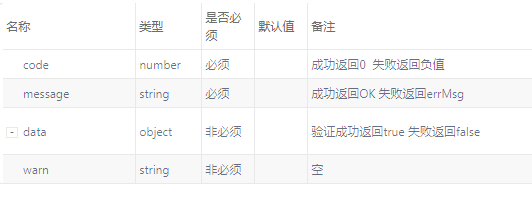 名称 类型 是否必须 默认值 备注
code number 必须 成功返回0 失败返回负值
message string 必须 成功返回OK 失败返回errMsg
data object 非必须 验证成功返回true 失败返回false
warn string 非必须 空